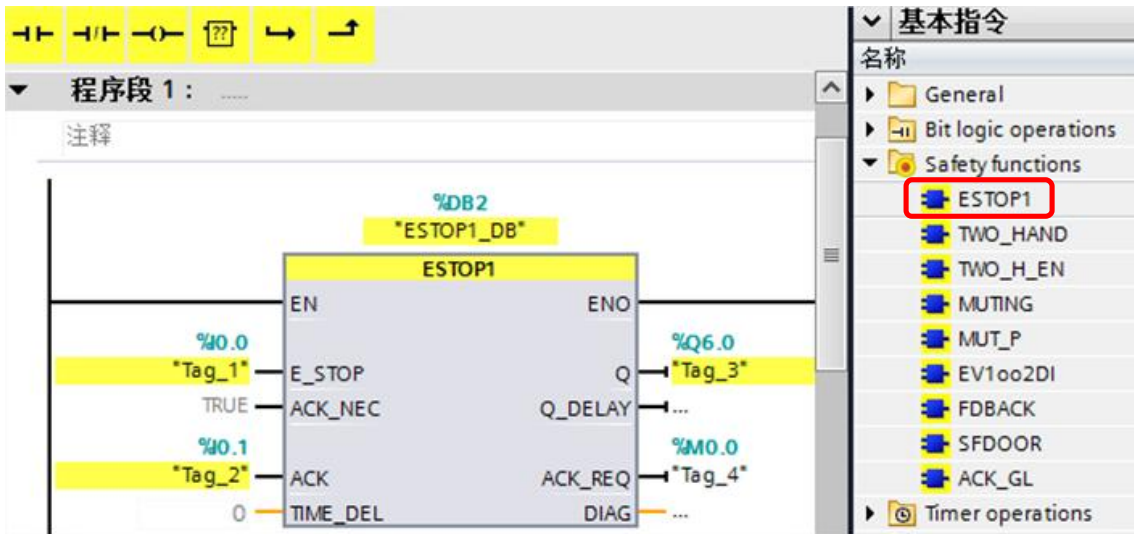 ??
程序段 1： .....
注释
%DB2
"ESTOP1_DB"
ESTOP1
EN ENO
%I0.0 %Q6.0
"Tag_1" E_STOP Q "Tag_3"
TRUE ACK_NEC Q_DELAY ...
%I0.1 %M0.0
"Tag_2" ACK ACK_REQ "Tag_4"
0 TIME_DEL DIAG ...
基本指令
名称
General
Bit logic operations
Safety functions
ESTOP1
TWO_HAND
TWO_H_EN
MUTING
MUT_P
EV1oo2DI
FDBACK
SFDOOR
ACK_GL
Timer operations